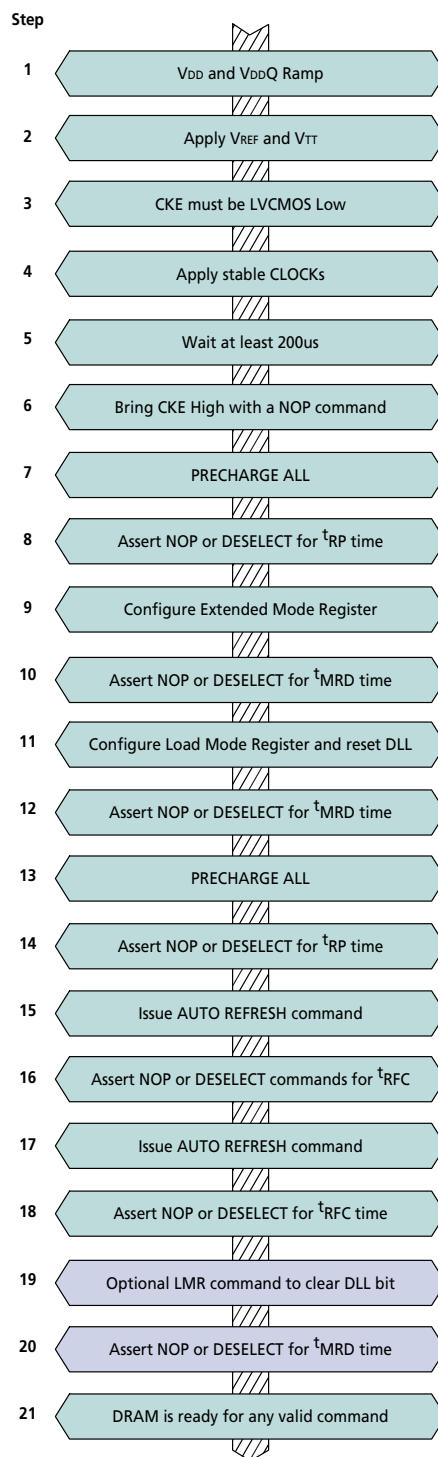 Step
1 VDD and VDDQ Ramp
2 Apply VREF and VTT
3 CKE must be LVCMOS Low
4 Apply stable CLOCKs
5 Wait at least 200us
6 Bring CKE High with a NOP command
7 PRECHARGE ALL
8 Assert NOP or DESELECT for tRP time
9 Configure Extended Mode Register
10 Assert NOP or DESELECT for tMRD time
11 Configure Load Mode Register and reset DLL
12 Assert NOP or DESELECT for tMRD time
13 PRECHARGE ALL
14 Assert NOP or DESELECT for tRP time
15 Issue AUTO REFRESH command
16 Assert NOP or DESELECT commands for tRFC
17 Issue AUTO REFRESH command
18 Assert NOP or DESELECT for tRFC time
19 Optional LMR command to clear DLL bit
20 Assert NOP or DESELECT for tMRD time
21 DRAM is ready for any valid command